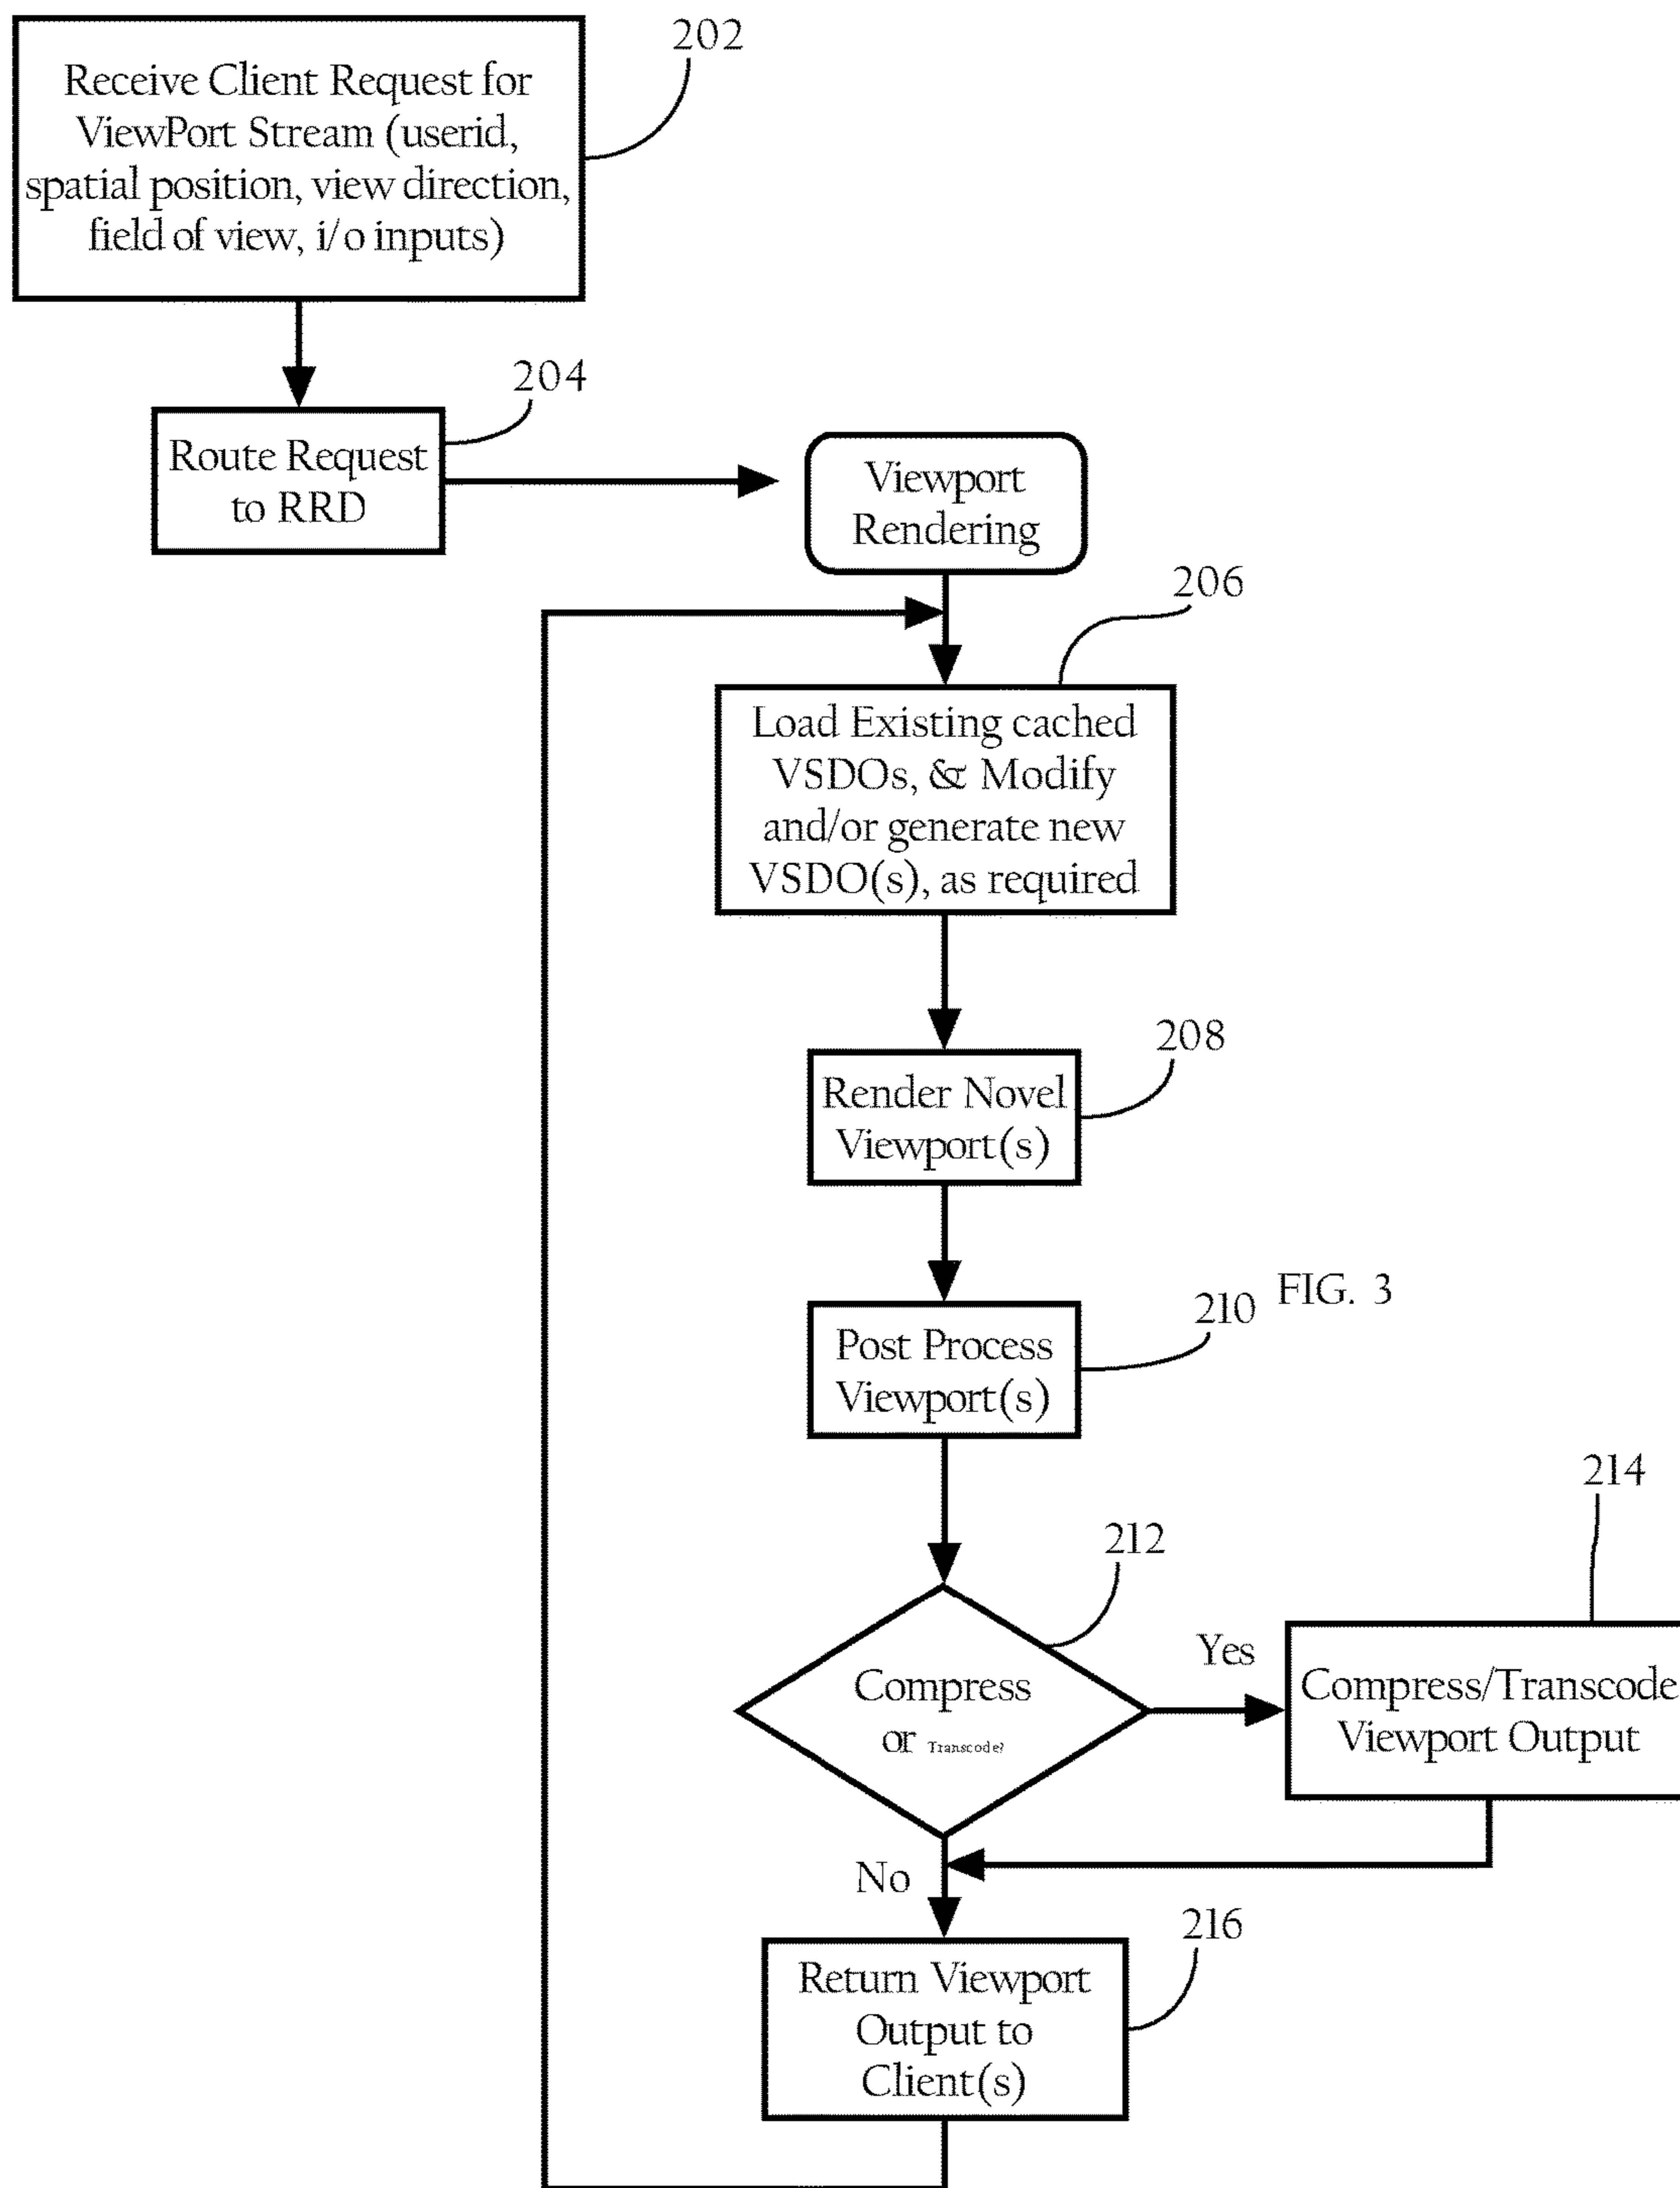 202
Receive Client Request for
ViewPort Stream (userid,
spatial position, view direction,
field of view, i/o inputs)
204
Route Request
to RRD
Viewport
Rendering
206
Load Existing cached
VSDOs, & Modify
and/or generate new
VSDO(s), as required
208
Render Novel
Viewport(s)
210
FIG. 3
Post Process
Viewport(s)
212
214
Compress
or Transcode?
Yes
Compress/Transcode
Viewport Output
No
216
Return Viewport
Output to
Client(s)